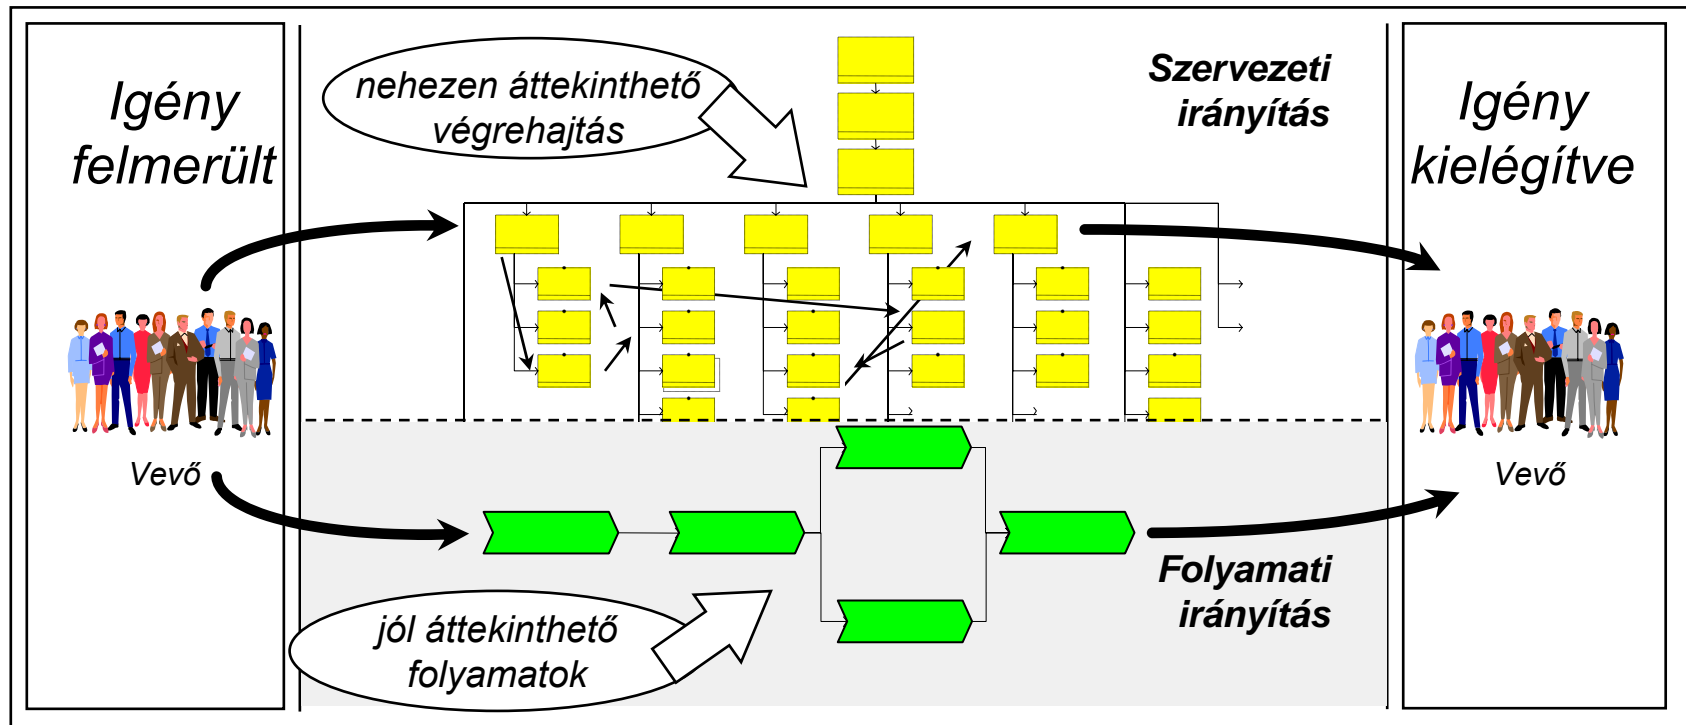 Igény
felmerült
Vevő
nehezen áttekinthető
végrehajtás
Szervezeti
irányítás
jól áttekinthető
folyamatok
Folyamati
irányítás
Igény
kielégítve
Vevő